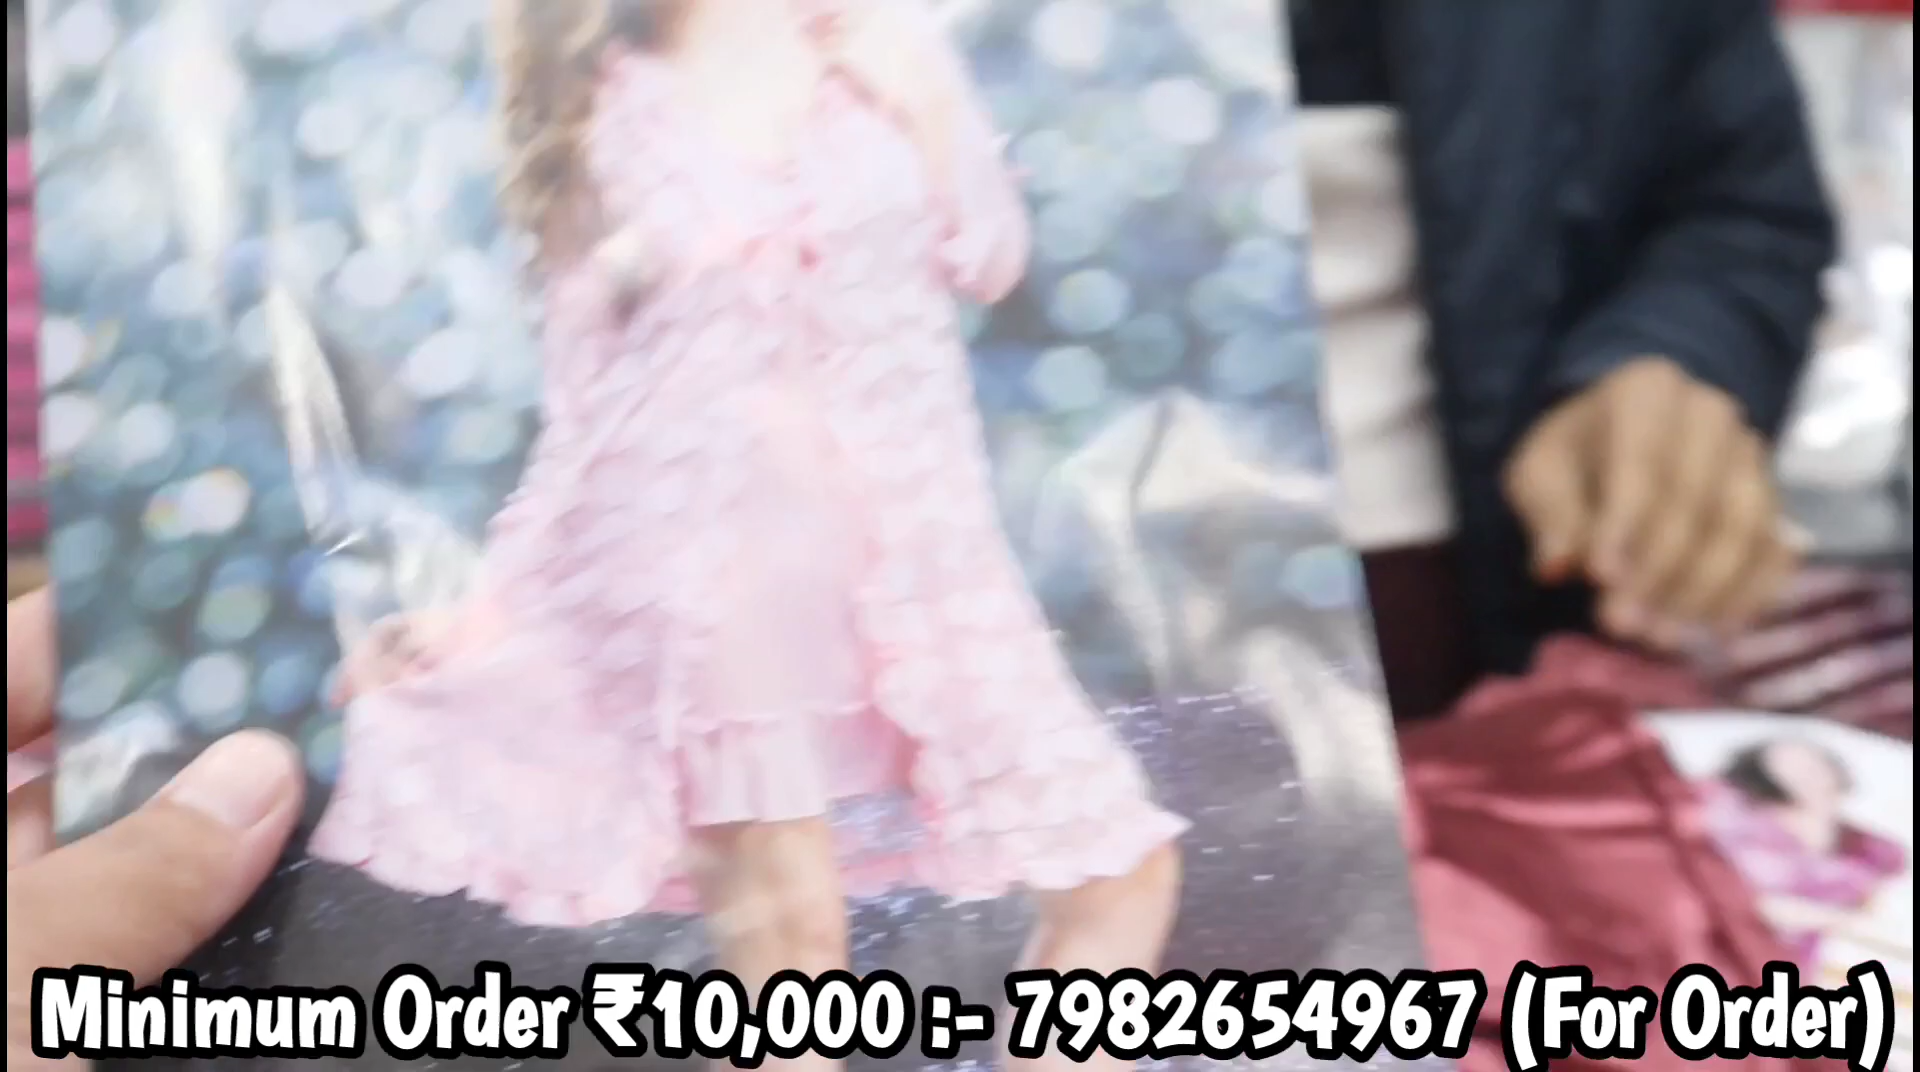 Minimum Order ₹10,000 :- 7982654967 (For Order)